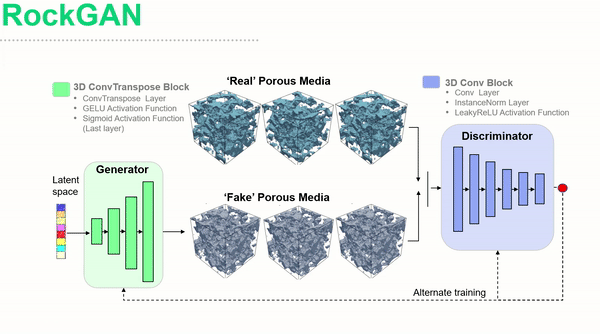 RockGAN
3D ConvTranspose Block
▪ ConvTranspose Layer
▪ GELU Activation Function
▪ Sigmoid Activation Function
(Last layer)
'Real' Porous Media
3D Conv Block
▪ Conv Layer
▪ InstanceNorm Layer
▪ LeakyReLU Activation Function
Discriminator
Latent
space
Generator
'Fake' Porous Media
Alternate training